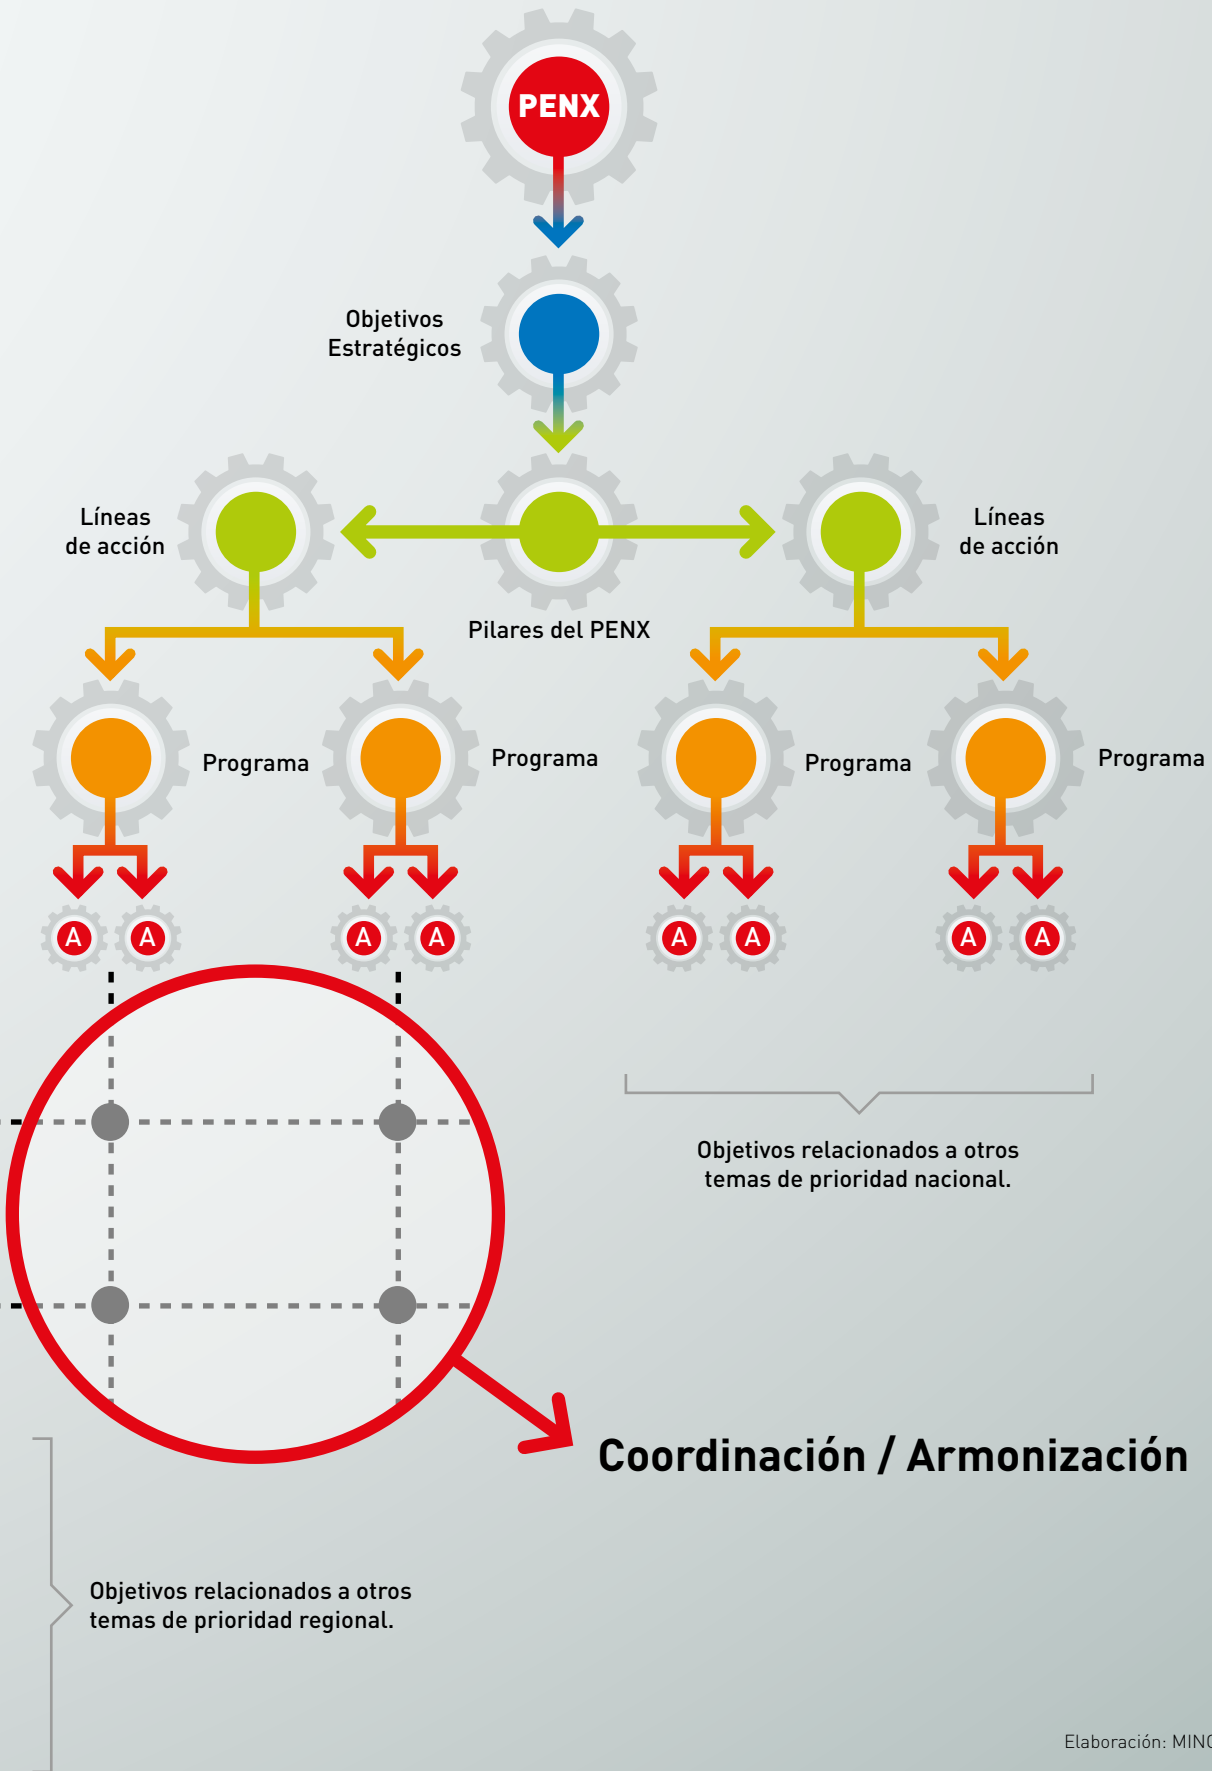 PENX
Objetivos
Estratégicos
Líneas
de acción
Líneas
de acción
Pilares del PENX
Programa
Programa
Programa
Programa
A
A
A
A
A
A
A
A
Objetivos relacionados a otros
temas de prioridad nacional.
Coordinación / Armonización
Objetivos relacionados a otros
temas de prioridad regional.
Elaboración: